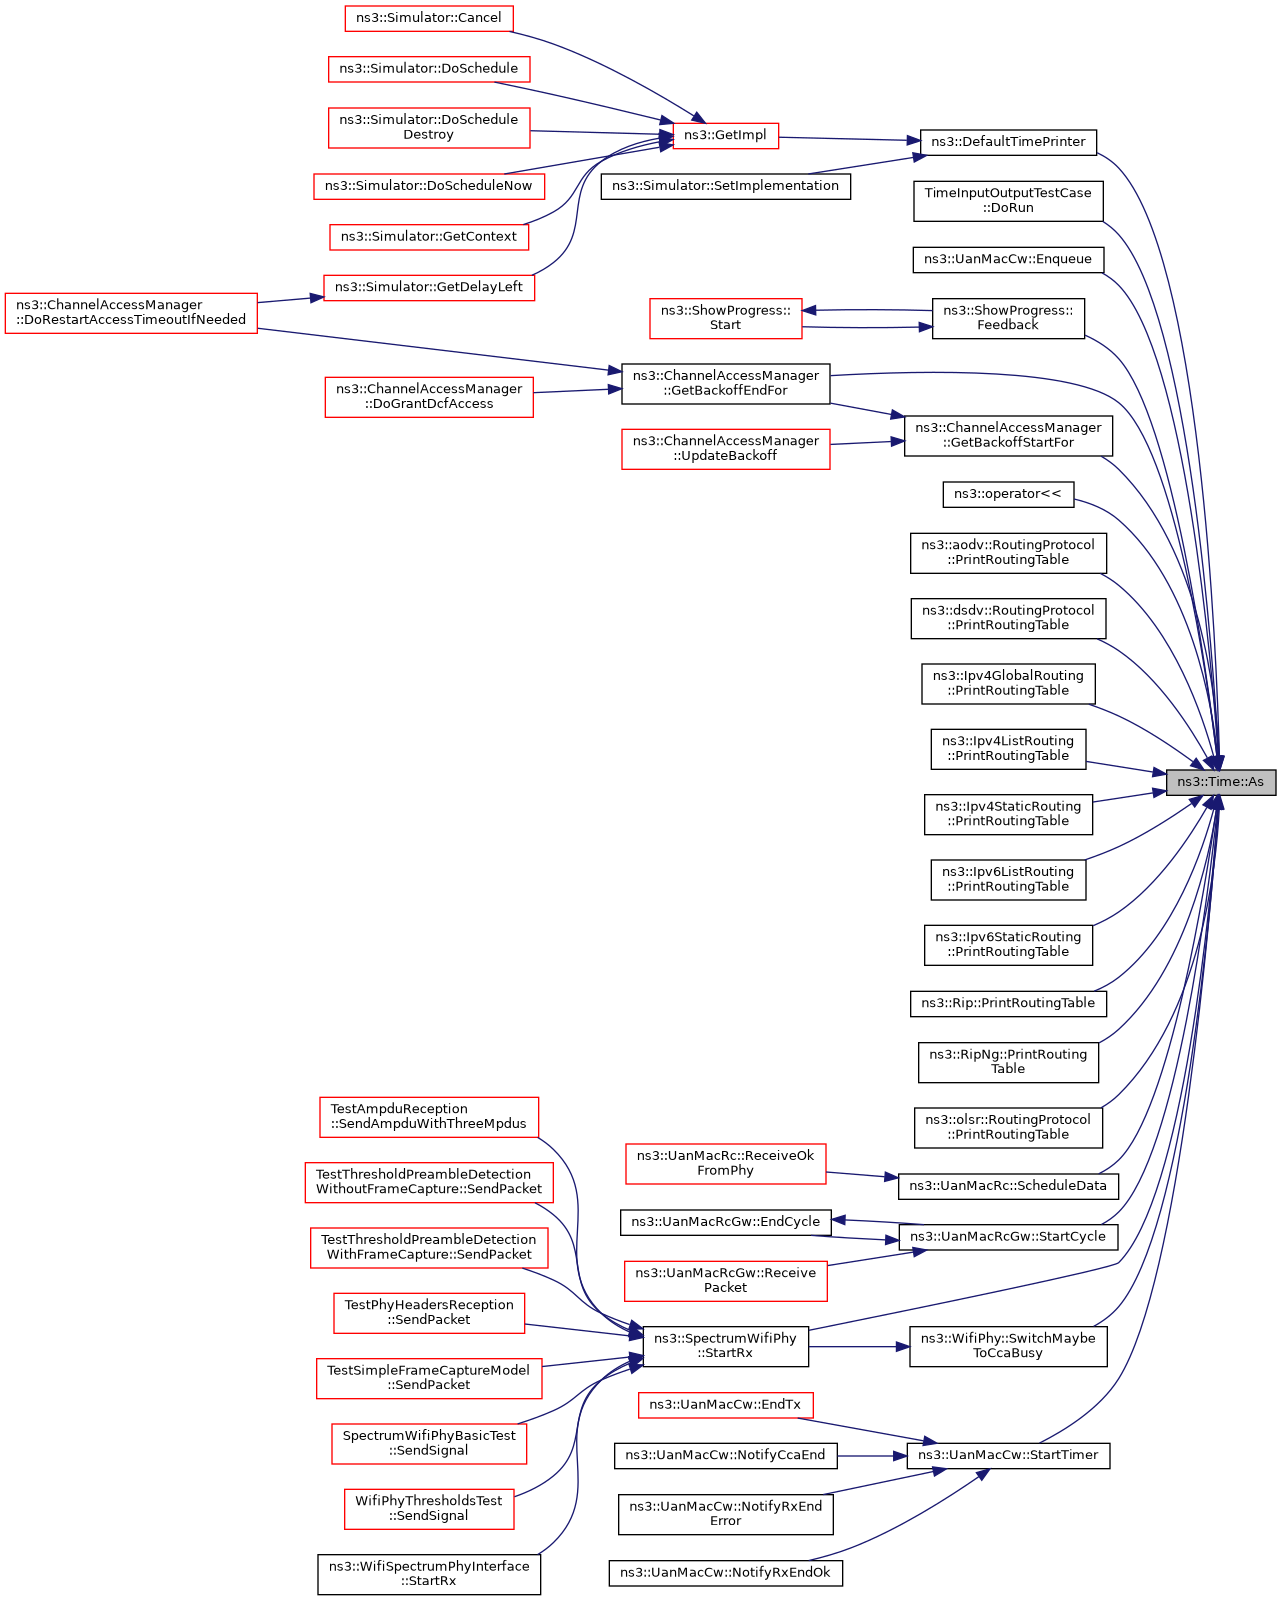 ns3::Simulator::Cancel
ns3::Simulator::DoSchedule
ns3::Simulator::DoSchedule
Destroy
ns3::GetImpl
ns3::DefaultTimePrinter
ns3::Simulator::DoScheduleNow
ns3::Simulator::SetImplementation
TimeInputOutputTestCase
::DoRun
ns3::Simulator::GetContext
ns3::UanMacCw::Enqueue
ns3::Simulator::GetDelayLeft
ns3::ChannelAccessManager
::DoRestartAccessTimeoutIfNeeded
ns3::ShowProgress::
Start
ns3::ShowProgress::
Feedback
ns3::ChannelAccessManager
::GetBackoffEndFor
ns3::ChannelAccessManager
::DoGrantDcfAccess
ns3::ChannelAccessManager
::GetBackoffStartFor
ns3::ChannelAccessManager
::UpdateBackoff
ns3::operator<<
ns3::aodv::RoutingProtocol
::PrintRoutingTable
ns3::dsdv::RoutingProtocol
::PrintRoutingTable
ns3::Ipv4GlobalRouting
::PrintRoutingTable
ns3::Ipv4ListRouting
::PrintRoutingTable
ns3::Time::As
ns3::Ipv4StaticRouting
::PrintRoutingTable
ns3::Ipv6ListRouting
::PrintRoutingTable
ns3::Ipv6StaticRouting
::PrintRoutingTable
ns3::Rip::PrintRoutingTable
ns3::RipNg::PrintRouting
Table
ns3::olsr::RoutingProtocol
::PrintRoutingTable
TestAmpduReception
::SendAmpduWithThreeMpdus
ns3::UanMacRc::ReceiveOk
FromPhy
ns3::UanMacRc::ScheduleData
TestThresholdPreambleDetection
WithoutFrameCapture::SendPacket
ns3::UanMacRcGw::EndCycle
ns3::UanMacRcGw::StartCycle
TestThresholdPreambleDetection
WithFrameCapture::SendPacket
ns3::UanMacRcGw::Receive
Packet
TestPhyHeadersReception
::SendPacket
ns3::SpectrumWifiPhy
::StartRx
ns3::WifiPhy::SwitchMaybe
ToCcaBusy
TestSimpleFrameCaptureModel
::SendPacket
ns3::UanMacCw::EndTx
SpectrumWifiPhyBasicTest
::SendSignal
ns3::UanMacCw::NotifyCcaEnd
ns3::UanMacCw::StartTimer
WifiPhyThresholdsTest
::SendSignal
ns3::UanMacCw::NotifyRxEnd
Error
ns3::WifiSpectrumPhyInterface
::StartRx
ns3::UanMacCw::NotifyRxEndOk